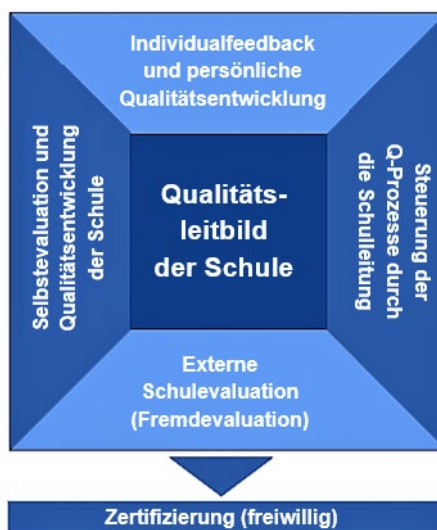 Individualfeedback
und persönliche
Qualitätsentwicklung
Selbstevaluation und
Qualitätsentwicklung
der Schule
Qualitäts-
leitbild
der Schule
Steuerung der
Q-Prozesse durch
die Schulleitung
Externe
Schulevaluation
(Fremdevaluation)
Zertifizierung (freiwillig)